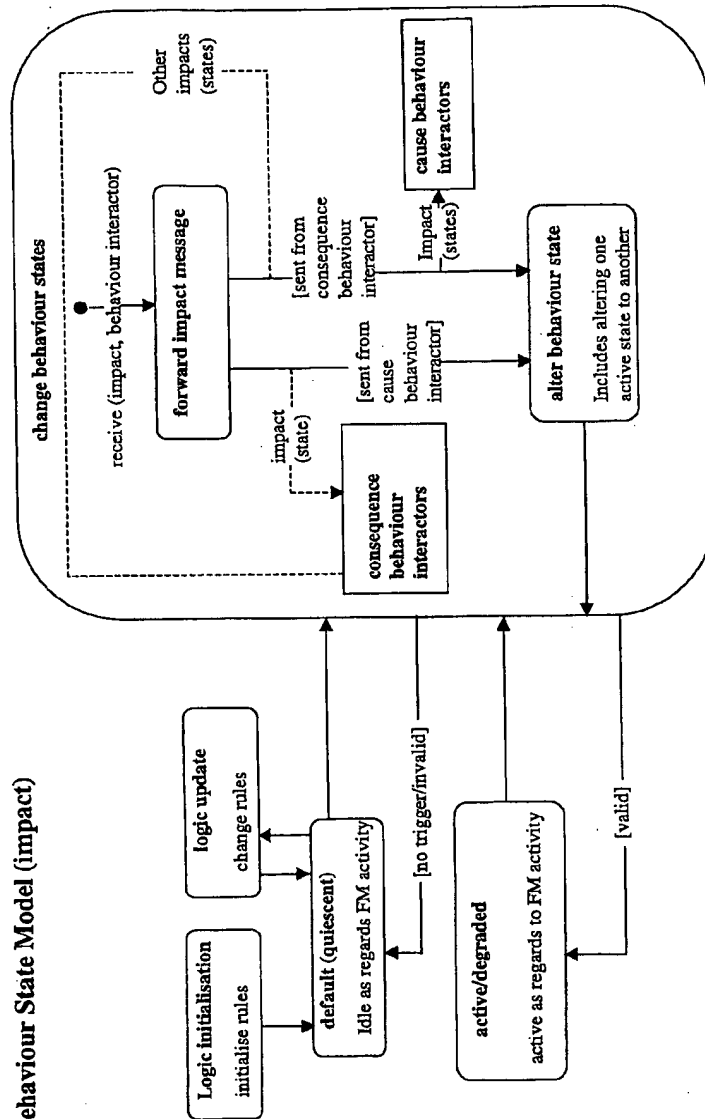 ehaviour State Model (impact)
Logic initialisation
initialise rules
logic update
change rules
default (quiescent)
Idle as regards FM activity
[no trigger/invalid]
active/degraded
active as regards to FM activity
[valid]
change behaviour states
receive (impact, behaviour interactor)
Other
impacts
(states)
forward impact message
impact
(state)
[sent from
cause
behaviour
interactor]
[sent from
consequence
behaviour
interactor]
Impact
(states)
consequence
behaviour
interactors
cause behaviour
interactors
alter behaviour state
Includes altering one
active state to another